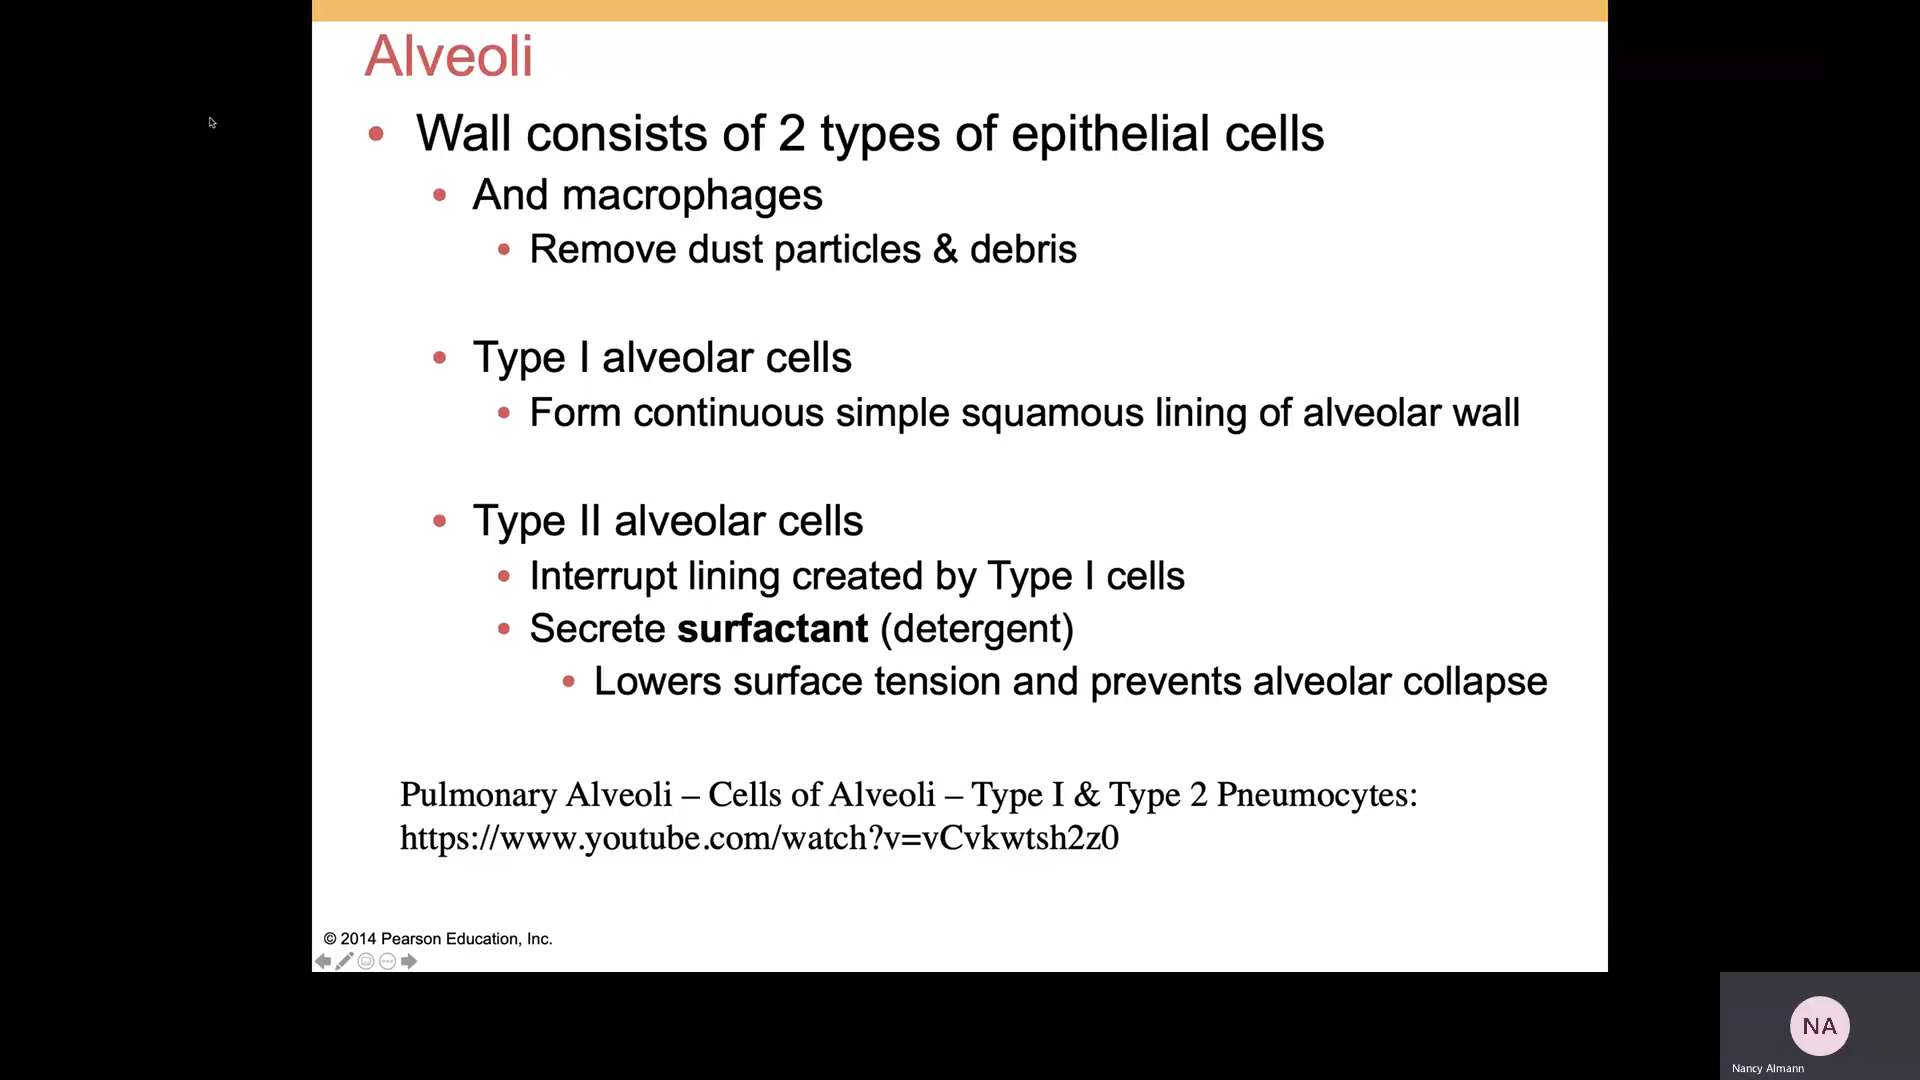 Alveoli
• Wall consists of 2 types of epithelial cells
• And macrophages
• Remove dust particles & debris
• Type I alveolar cells
• Form continuous simple squamous lining of alveolar wall
• Type II alveolar cells
• Interrupt lining created by Type I cells
• Secrete surfactant (detergent)
• Lowers surface tension and prevents alveolar collapse
Pulmonary Alveoli – Cells of Alveoli – Type I & Type 2 Pneumocytes:
https://www.youtube.com/watch?v=vCvkwtsh2z0
© 2014 Pearson Education, Inc.
NA
Nancy Almann